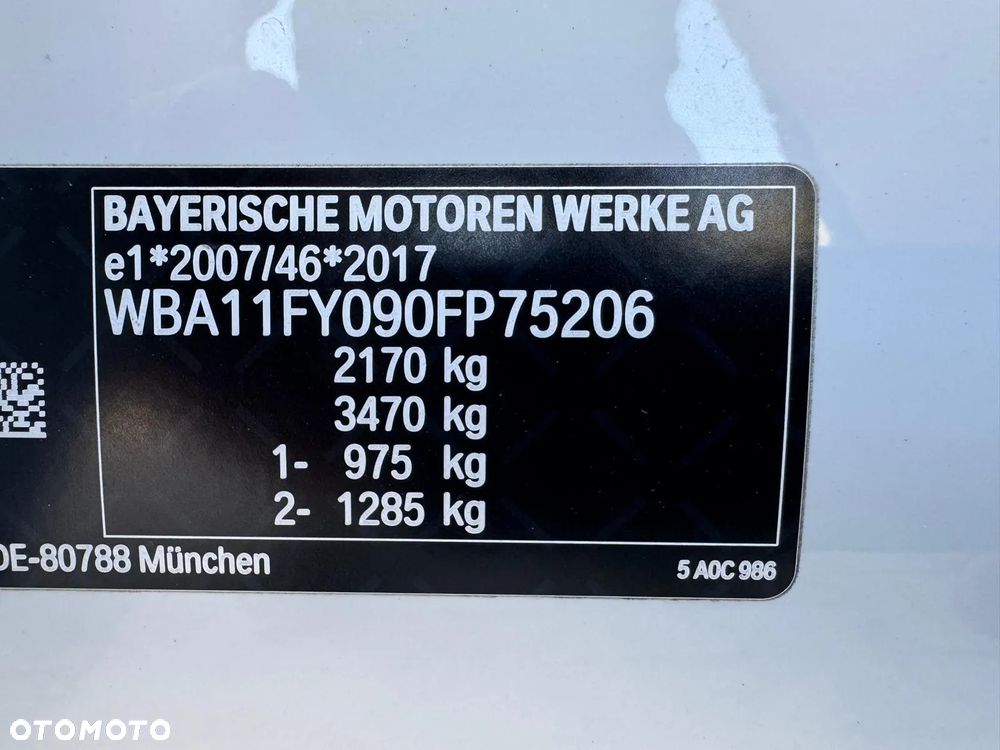 BAYERISCHE MOTOREN WERKE AG
e1*2007/46*2017
WBA11FY090FP75206
2170 kg
3470 kg
1- 975 kg
2- 1285 kg
DE-80788 München
5 A0C 986
OTOMOTO